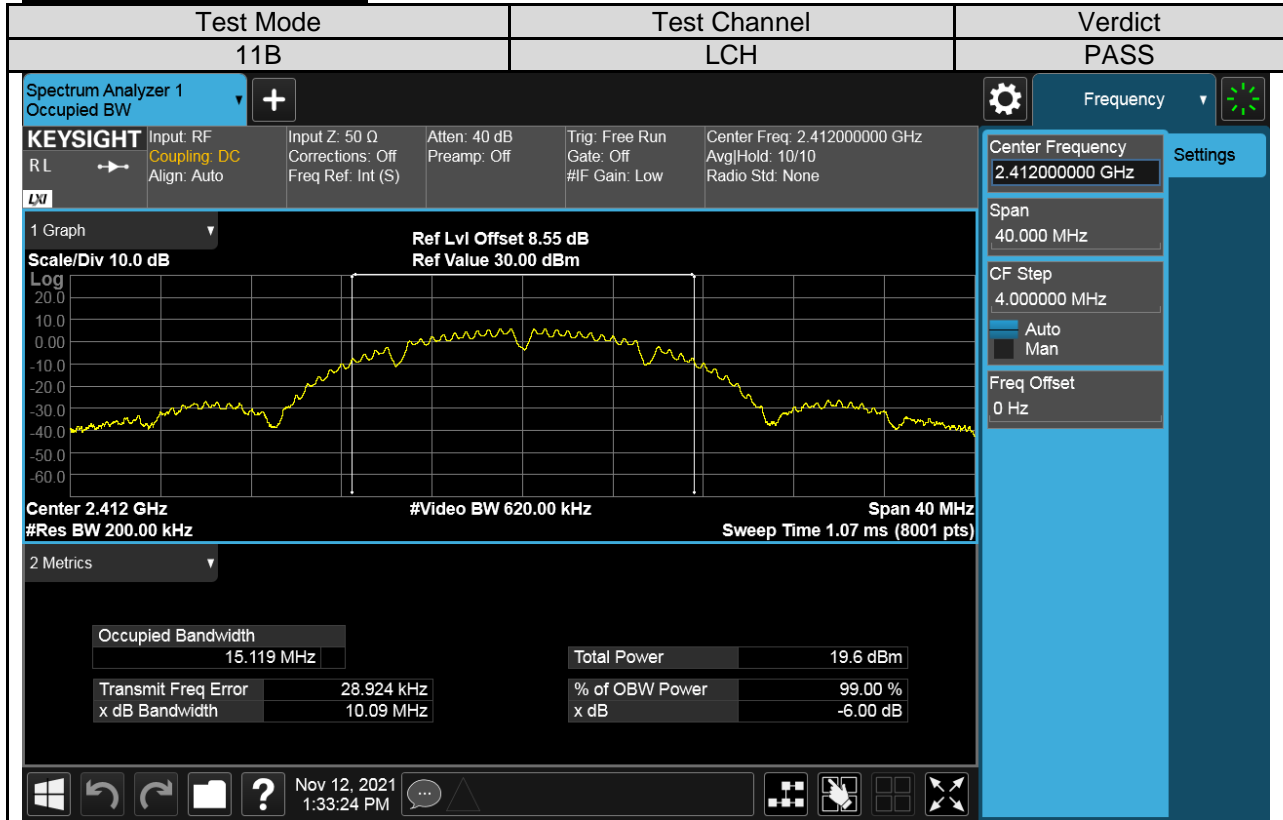 Test Mode Test Channel Verdict
11B LCH PASS
Spectrum Analyzer 1
Occupied BW
Frequency
KEYSIGHT Input: RF Input Z: 50 Ω Atten: 40 dB Trig: Free Run Center Freq: 2.412000000 GHz
R L Coupling: DC Corrections: Off Preamp: Off Gate: Off Avg|Hold: 10/10
Align: Auto Freq Ref: Int (S) #IF Gain: Low Radio Std: None
LXI
Center Frequency
2.412000000 GHz
Settings
Span
40.000 MHz
CF Step
4.000000 MHz
Auto
Man
Freq Offset
0 Hz
1 Graph
Ref Lvl Offset 8.55 dB
Scale/Div 10.0 dB Ref Value 30.00 dBm
Log
20.0
10.0
0.00
-10.0
-20.0
-30.0
-40.0
-50.0
-60.0
Center 2.412 GHz #Video BW 620.00 kHz Span 40 MHz
#Res BW 200.00 kHz Sweep Time 1.07 ms (8001 pts)
2 Metrics
Occupied Bandwidth
15.119 MHz Total Power 19.6 dBm
Transmit Freq Error 28.924 kHz % of OBW Power 99.00 %
x dB Bandwidth 10.09 MHz x dB -6.00 dB
? Nov 12, 2021
1:33:24 PM